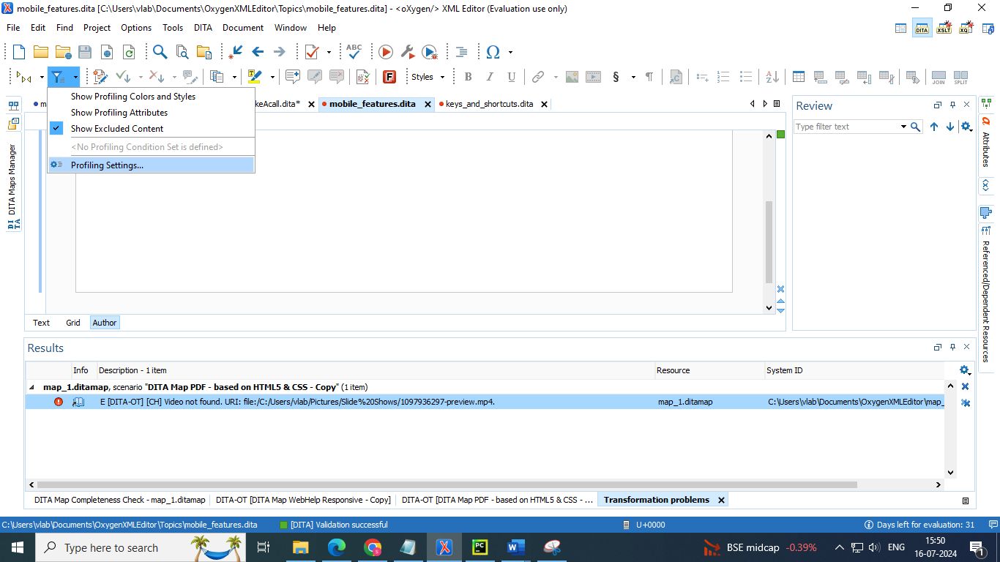 mobile_features.dita [C:\Users\vlab\Documents\OxygenXMLEditor\Topics\mobile_features.dita] - <oXygen/> XML Editor (Evaluation use only)
File Edit Find Project Options Tools DITA Document Window Help
DITA XSLT XQ
ABC
Styles B I U § ¶ JOIN SPLIT
m keAcall.dita* mobile_features.dita keys_and_shortcuts.dita
Show Profiling Colors and Styles
Show Profiling Attributes
Show Excluded Content
<No Profiling Condition Set is defined>
Profiling Settings...
DITA Maps Manager
Review
Type filter text
Attributes
Referenced/Dependent Resources
Text Grid Author
Results
Info Description - 1 item Resource System ID
map_1.ditamap, scenario "DITA Map PDF - based on HTML5 & CSS - Copy" (1 item)
E [DITA-OT] [CH] Video not found. URI: file:/C:/Users/vlab/Pictures/Slide%20Shows/1097936297-preview.mp4. map_1.ditamap C:\Users\vlab\Documents\OxygenXMLEditor\map_
DITA Map Completeness Check - map_1.ditamap DITA-OT [DITA Map WebHelp Responsive - Copy] DITA-OT [DITA Map PDF - based on HTML5 & CSS - ... Transformation problems
C:\Users\vlab\Documents\OxygenXMLEditor\Topics\mobile_features.dita [DITA] Validation successful U+0000 Days left for evaluation: 31
Type here to search BSE midcap -0.39% ENG 15:50
16-07-2024
1